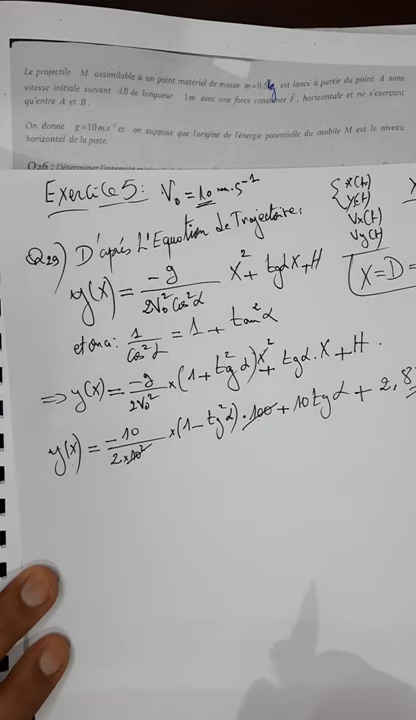 Le projectile M assimilable à un point matériel de masse m=0.5kg est lancé à partir du point A sans
vitesse initiale suivant AB de longueur 1m avec une force constante F⃗, horizontale et ne s'exerçant
qu'entre A et B.
On donne g=10m.s⁻² et on suppose que l'origine de l'énergie potentielle du mobile M est le niveau
horizontal de la piste.
Q26 : Déterminer l'intensité
Exercice 5: V₀ = 10 m.s⁻¹
{ x(t)
y(t)
Vx(t)
Vy(t)
Q29) D'après L'Equation de Trajectoire:
y(x) = -g / 2V₀² cos²α x² + tgα x + H
X = D =
et on a: 1/cos²α = 1 + tan²α
⇒ y(x) = -g / 2V₀² × (1 + tg²α) x² + tgα . X + H .
y(x) = -10 / 2×10² × (1 - tg²α) . 100 + 10 tgα + 2,8